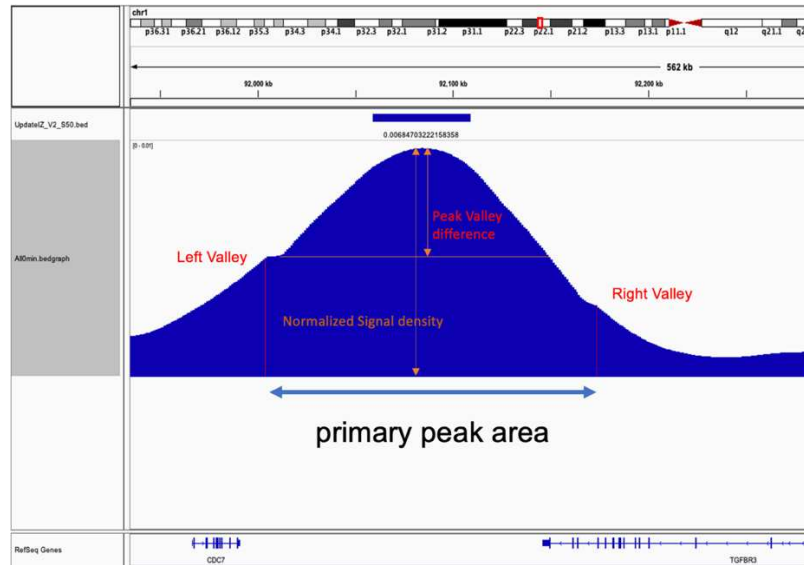 chr1
p36.31 p36.21 p36.12 p35.3 p34.3 p34.1 p32.3 p32.1 p31.2 p31.1 p22.3 p22.1 p21.2 p13.3 p13.1 p11.1 q12 q21.1
562 kb
92,000 kb 92,100 kb 92,200 kb
UpdateIZ_V2_S50.bed
0.00684703222158358
[0 - 0.01]
Peak Valley
difference
Left Valley
All0min.bedgraph
Right Valley
Normalized Signal density
primary peak area
RefSeq Genes
CDC7 TGFBR3